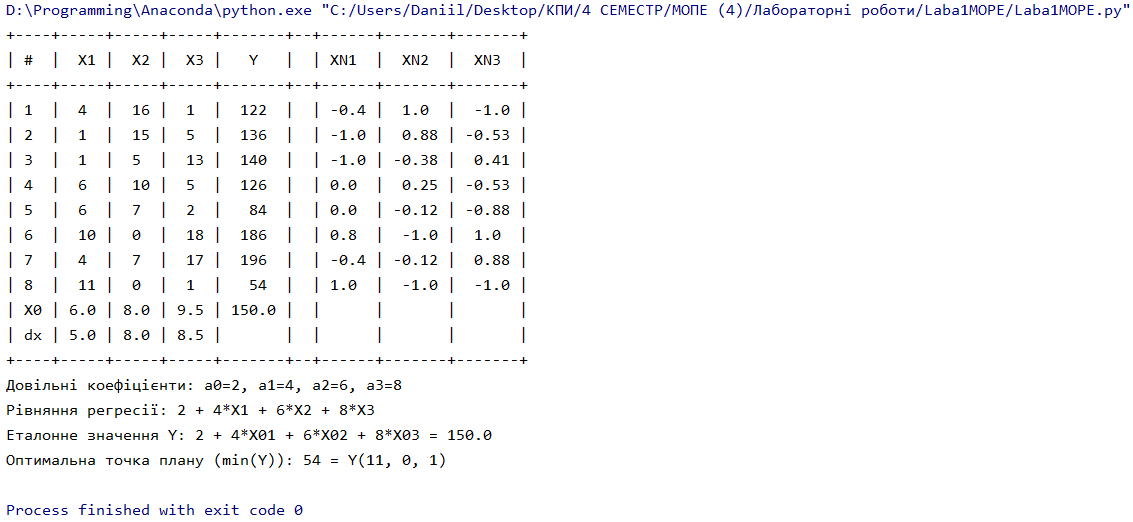 D:\Programming\Anaconda\python.exe "C:/Users/Daniil/Desktop/КПИ/4 СЕМЕСТР/МОПЕ (4)/Лабораторні роботи/Laba1MOPE/Laba1MOPE.py"
+----+-----+-----+-----+-------+--+------+-------+-------+
| #  |  X1 |  X2 |  X3 |   Y   |  | XN1  |  XN2  |  XN3  |
+----+-----+-----+-----+-------+--+------+-------+-------+
| 1  |  4  |  16 |  1  |  122  |  | -0.4 |  1.0  |  -1.0 |
| 2  |  1  |  15 |  5  |  136  |  | -1.0 |  0.88 | -0.53 |
| 3  |  1  |  5  |  13 |  140  |  | -1.0 | -0.38 |  0.41 |
| 4  |  6  |  10 |  5  |  126  |  | 0.0  |  0.25 | -0.53 |
| 5  |  6  |  7  |  2  |   84  |  | 0.0  | -0.12 | -0.88 |
| 6  |  10 |  0  |  18 |  186  |  | 0.8  |  -1.0 |  1.0  |
| 7  |  4  |  7  |  17 |  196  |  | -0.4 | -0.12 |  0.88 |
| 8  |  11 |  0  |  1  |   54  |  | 1.0  |  -1.0 |  -1.0 |
| X0 | 6.0 | 8.0 | 9.5 | 150.0 |  |      |       |       |
| dx | 5.0 | 8.0 | 8.5 |       |  |      |       |       |
+----+-----+-----+-----+-------+--+------+-------+-------+
Довільні коефіцієнти: a0=2, a1=4, a2=6, a3=8
Рівняння регресії: 2 + 4*X1 + 6*X2 + 8*X3
Еталонне значення Y: 2 + 4*X01 + 6*X02 + 8*X03 = 150.0
Оптимальна точка плану (min(Y)): 54 = Y(11, 0, 1)
Process finished with exit code 0